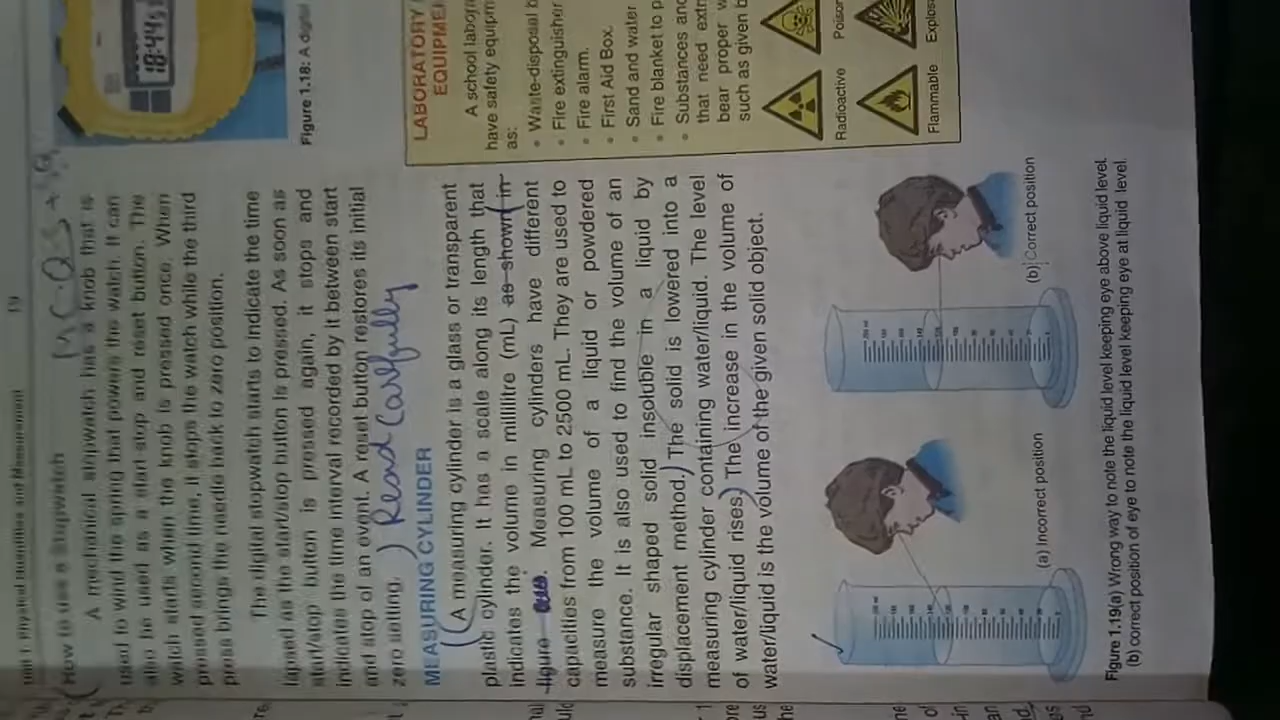 Unit 1: Physical Quantities and Measurement
19
How to use a Stopwatch
MCQs
A mechanical stopwatch has a knob that is
used to wind the spring that powers the watch. It can
also be used as a start stop and reset button. The
watch starts when the knob is pressed once. When
pressed second time, it stops the watch while the third
press brings the needle back to zero position.
The digital stopwatch starts to indicate the time
lapsed as the start/stop button is pressed. As soon as
start/stop button is pressed again, it stops and
indicates the time interval recorded by it between start
and stop of an event. A reset button restores its initial
zero setting.
Read Carfully
MEASURING CYLINDER
A measuring cylinder is a glass or transparent
plastic cylinder. It has a scale along its length that
indicates the volume in millilitre (mL) as shown in
figure. Measuring cylinders have different
capacities from 100 mL to 2500 mL. They are used to
measure the volume of a liquid or powdered
substance. It is also used to find the volume of an
irregular shaped solid insoluble in a liquid by
displacement method. The solid is lowered into a
measuring cylinder containing water/liquid. The level
of water/liquid rises. The increase in the volume of
water/liquid is the volume of the given solid object.
18:44
Figure 1.18: A digital
LABORATORY
A school
have safety equipm
as:
Waste-disposal b
Fire extinguisher
Fire alarm.
First Aid Box.
Sand and water
Fire blanket to p
Substances and
that need extr
bear proper w
such as given b
Radioactive
Poison
Flammable
Explos
(a) Incorrect position
(b) Correct position
Figure 1.19(a) Wrong way to note the liquid level keeping eye above liquid level.
(b) correct position of eye to note the liquid level keeping eye at liquid level.